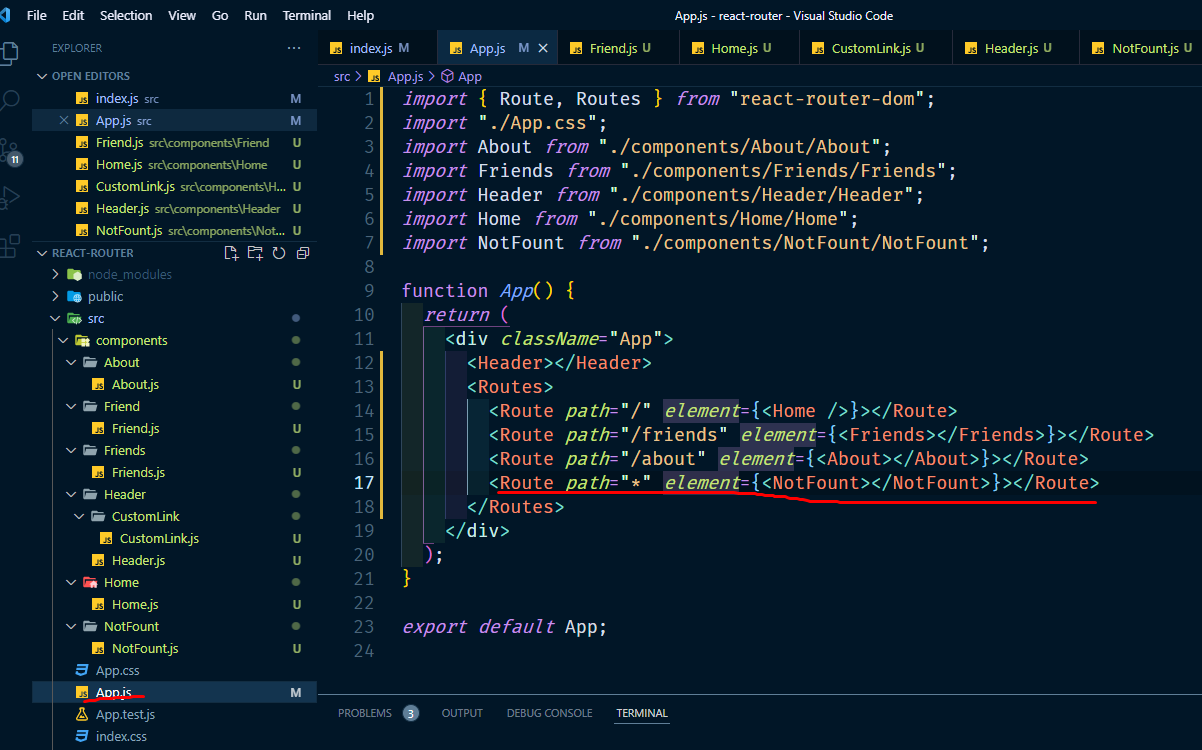 File Edit Selection View Go Run Terminal Help
App.js - react-router - Visual Studio Code
EXPLORER
OPEN EDITORS
index.js src M
App.js src M
Friend.js src\components\Friend U
Home.js src\components\Home U
CustomLink.js src\components\H... U
Header.js src\components\Header U
NotFount.js src\components\Not... U
11
REACT-ROUTER
node_modules
public
src
components
About
About.js U
Friend
Friend.js U
Friends
Friends.js U
Header
CustomLink
CustomLink.js U
Header.js U
Home
Home.js U
NotFount
NotFount.js U
App.css
App.js M
App.test.js
index.css
index.js M
App.js M
Friend.js U
Home.js U
CustomLink.js U
Header.js U
NotFount.js U
src > App.js > App
1 import { Route, Routes } from "react-router-dom";
2 import "./App.css";
3 import About from "./components/About/About";
4 import Friends from "./components/Friends/Friends";
5 import Header from "./components/Header/Header";
6 import Home from "./components/Home/Home";
7 import NotFount from "./components/NotFount/NotFount";
8
9 function App() {
10 return (
11 <div className="App">
12 <Header></Header>
13 <Routes>
14 <Route path="/" element={<Home />}></Route>
15 <Route path="/friends" element={<Friends></Friends>}></Route>
16 <Route path="/about" element={<About></About>}></Route>
17 <Route path="*" element={<NotFount></NotFount>}></Route>
18 </Routes>
19 </div>
20 );
21 }
22
23 export default App;
24
PROBLEMS 3 OUTPUT DEBUG CONSOLE TERMINAL